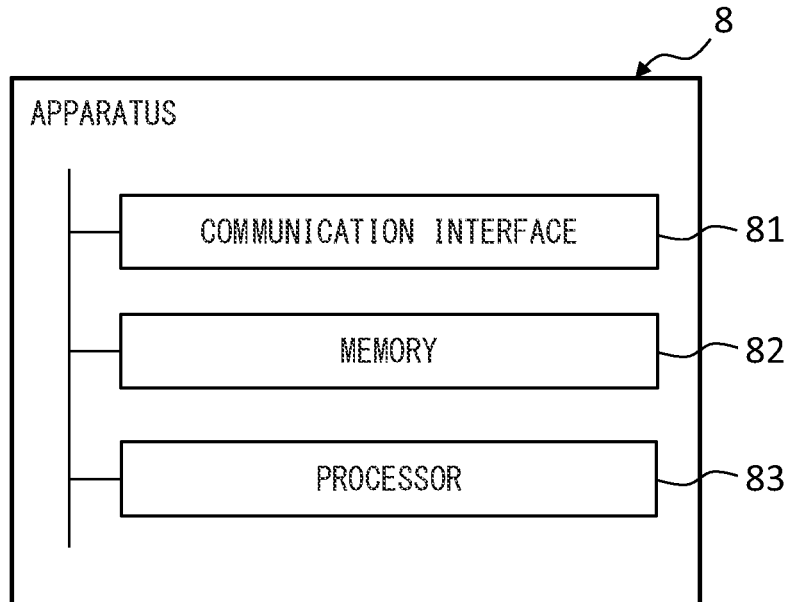 8
APPARATUS
COMMUNICATION INTERFACE
81
MEMORY
82
PROCESSOR
83